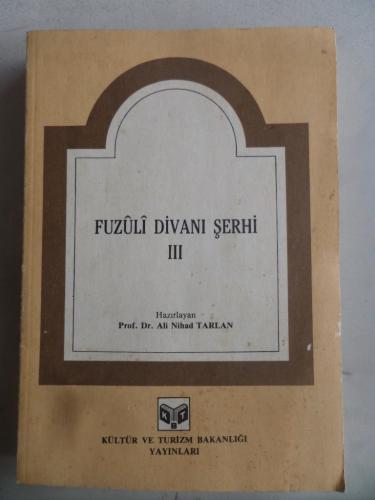 FUZÛLÎ DİVANI ŞERHİ
III
Hazırlayan
Prof. Dr. Ali Nihad TARLAN
K T
B
KÜLTÜR VE TURİZM BAKANLIĞI
YAYINLARI